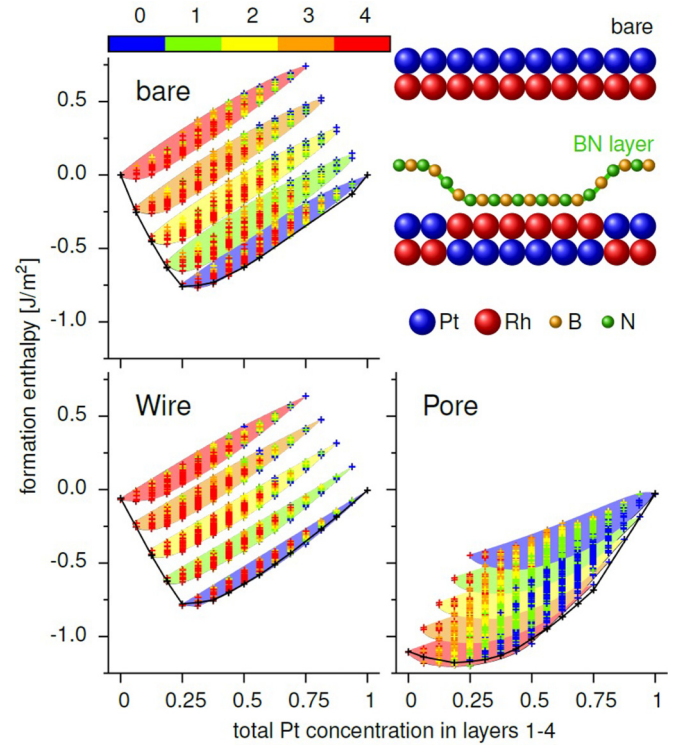 0 1 2 3 4
bare
bare
0.5
0.0
-0.5
-1.0
BN layer
Pt Rh B N
formation enthalpy [J/m²]
Wire
Pore
0.5
0.0
-0.5
-1.0
0 0.25 0.5 0.75 1
0 0.25 0.5 0.75 1
total Pt concentration in layers 1-4